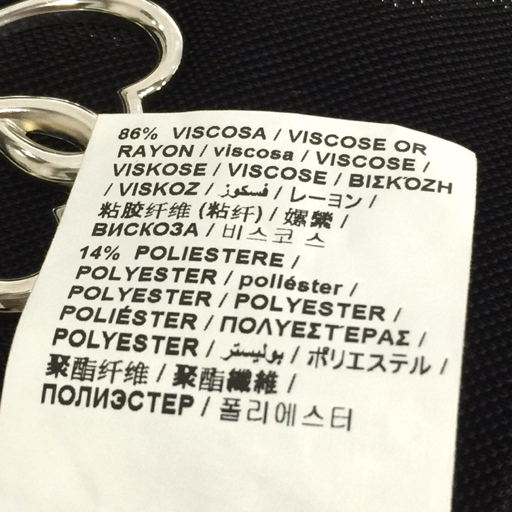 86% VISCOSA / VISCOSE OR
RAYON / viscosa / VISCOSE /
VISKOSE / VISCOSE / ΒΙΣΚΌΖΗ
/ VISKOZ / فسكوز / レーヨン /
粘胶纤维 (粘纤) / 嫘縈 /
ВИСКОЗА / 비스코 스
14% POLIESTERE /
POLYESTER / poliéster /
POLYESTER / POLYESTER /
POLIÉSTER / ΠΟΛΥΕΣΤΈΡΑΣ /
POLYESTER / بوليستر / ポリエステル /
聚酯纤维 / 聚酯纖維 /
ПОЛИЭСТЕР / 폴리에스터